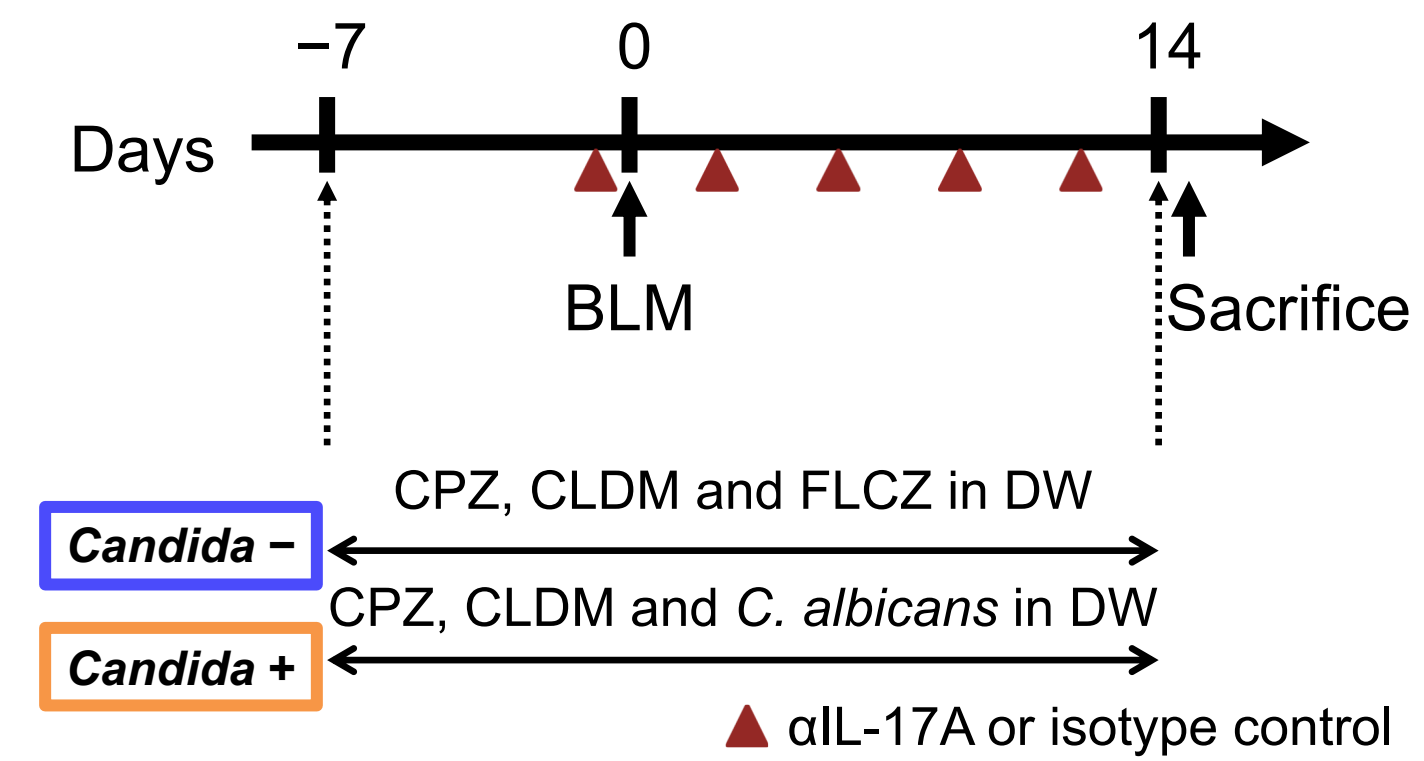 −7 0 14
Days
BLM Sacrifice
CPZ, CLDM and FLCZ in DW
Candida −
CPZ, CLDM and C. albicans in DW
Candida +
αIL-17A or isotype control